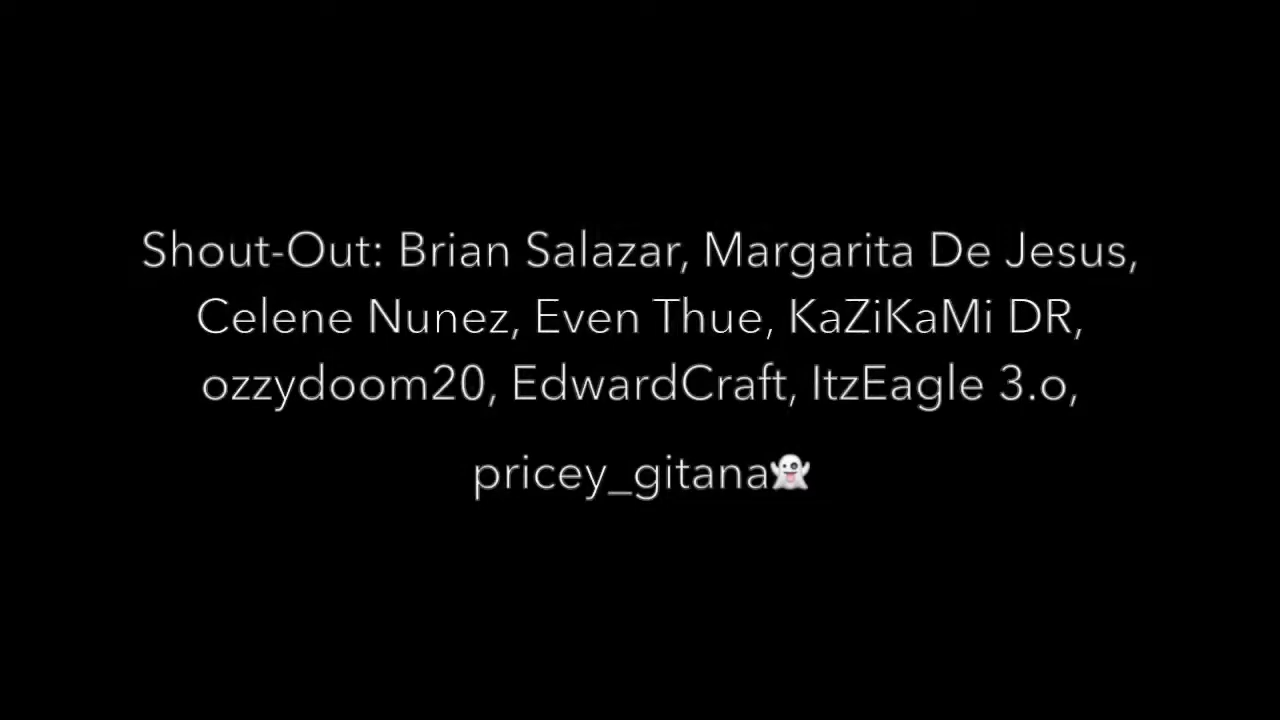 Shout-Out: Brian Salazar, Margarita De Jesus,
Celene Nunez, Even Thue, KaZiKaMi DR,
ozzydoom20, EdwardCraft, ItzEagle 3.o,
pricey_gitana👻